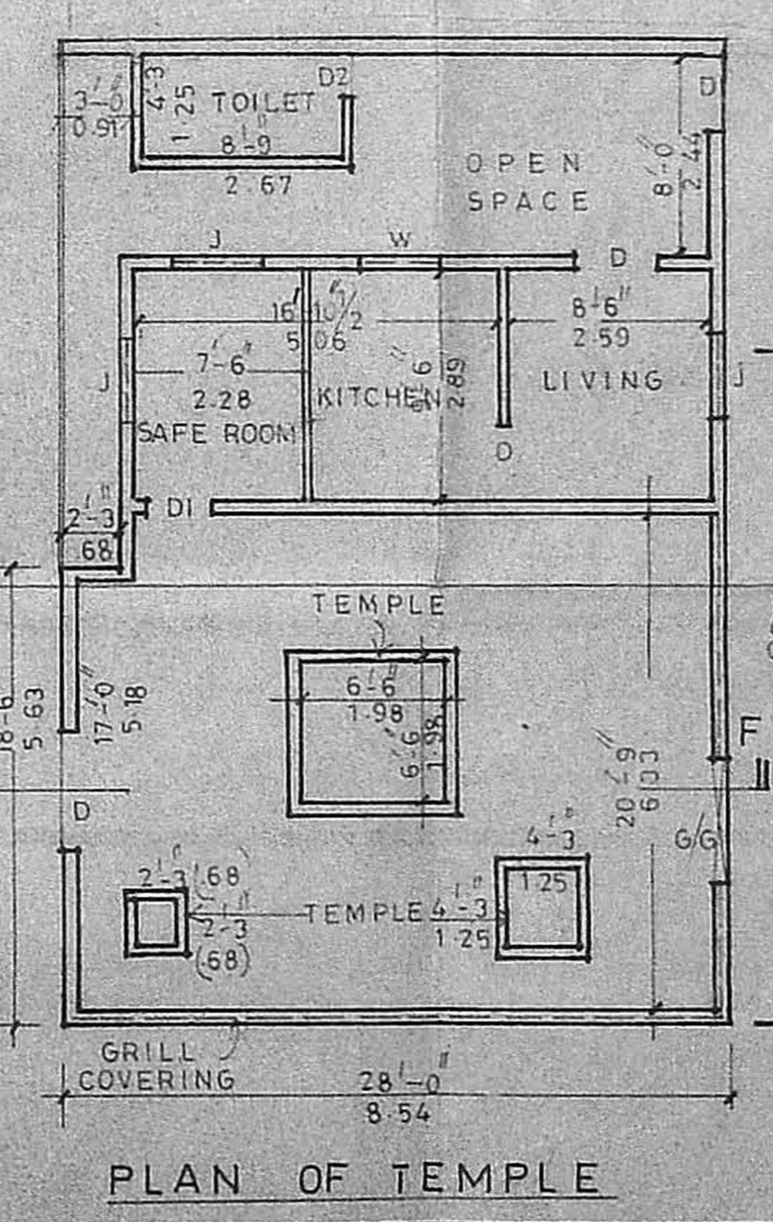 D2
3'-0"
0.91
4-3
1.25
TOILET
8'-9"
2.67
D
8'-0"
2.44
OPEN
SPACE
J
W
D
16'
10 1/2"
5
06
8'-6"
2.59
7'-6"
2.28
SAFE ROOM
KITCHEN
9'-6"
2.89
LIVING
J
J
D
2'-3"
.68
D1
TEMPLE
6'-6"
1.98
6'-6"
1.98
18-6
5.63
17'-0"
5.18
20'-9"
6.03
F
D
G/G
2'-3"
(.68)
2'-3"
(.68)
TEMPLE
4'-3"
1.25
4'-3"
1.25
GRILL
COVERING
28'-0"
8.54
PLAN OF TEMPLE